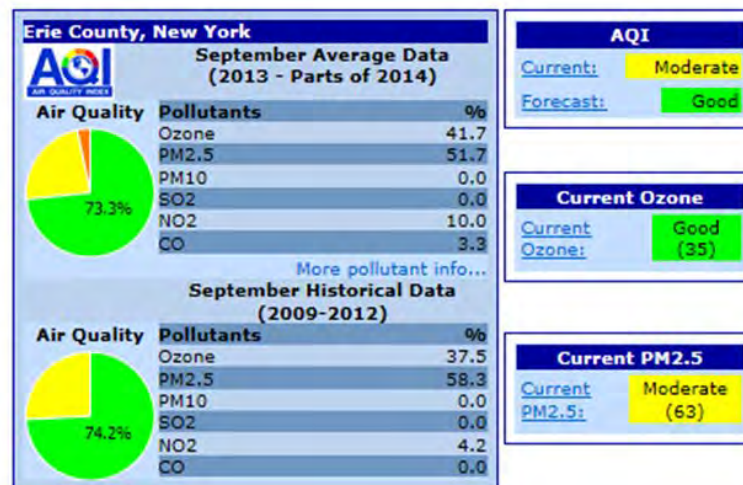 Erie County, New York
AQI
AIR QUALITY INDEX
September Average Data
(2013 - Parts of 2014)
Air Quality
Pollutants %
Ozone 41.7
PM2.5 51.7
PM10 0.0
SO2 0.0
NO2 10.0
CO 3.3
73.3%
More pollutant info...
September Historical Data
(2009-2012)
Air Quality
Pollutants %
Ozone 37.5
PM2.5 58.3
PM10 0.0
SO2 0.0
NO2 4.2
CO 0.0
74.2%
AQI
Current: Moderate
Forecast: Good
Current Ozone
Current Good
Ozone: (35)
Current PM2.5
Current Moderate
PM2.5: (63)